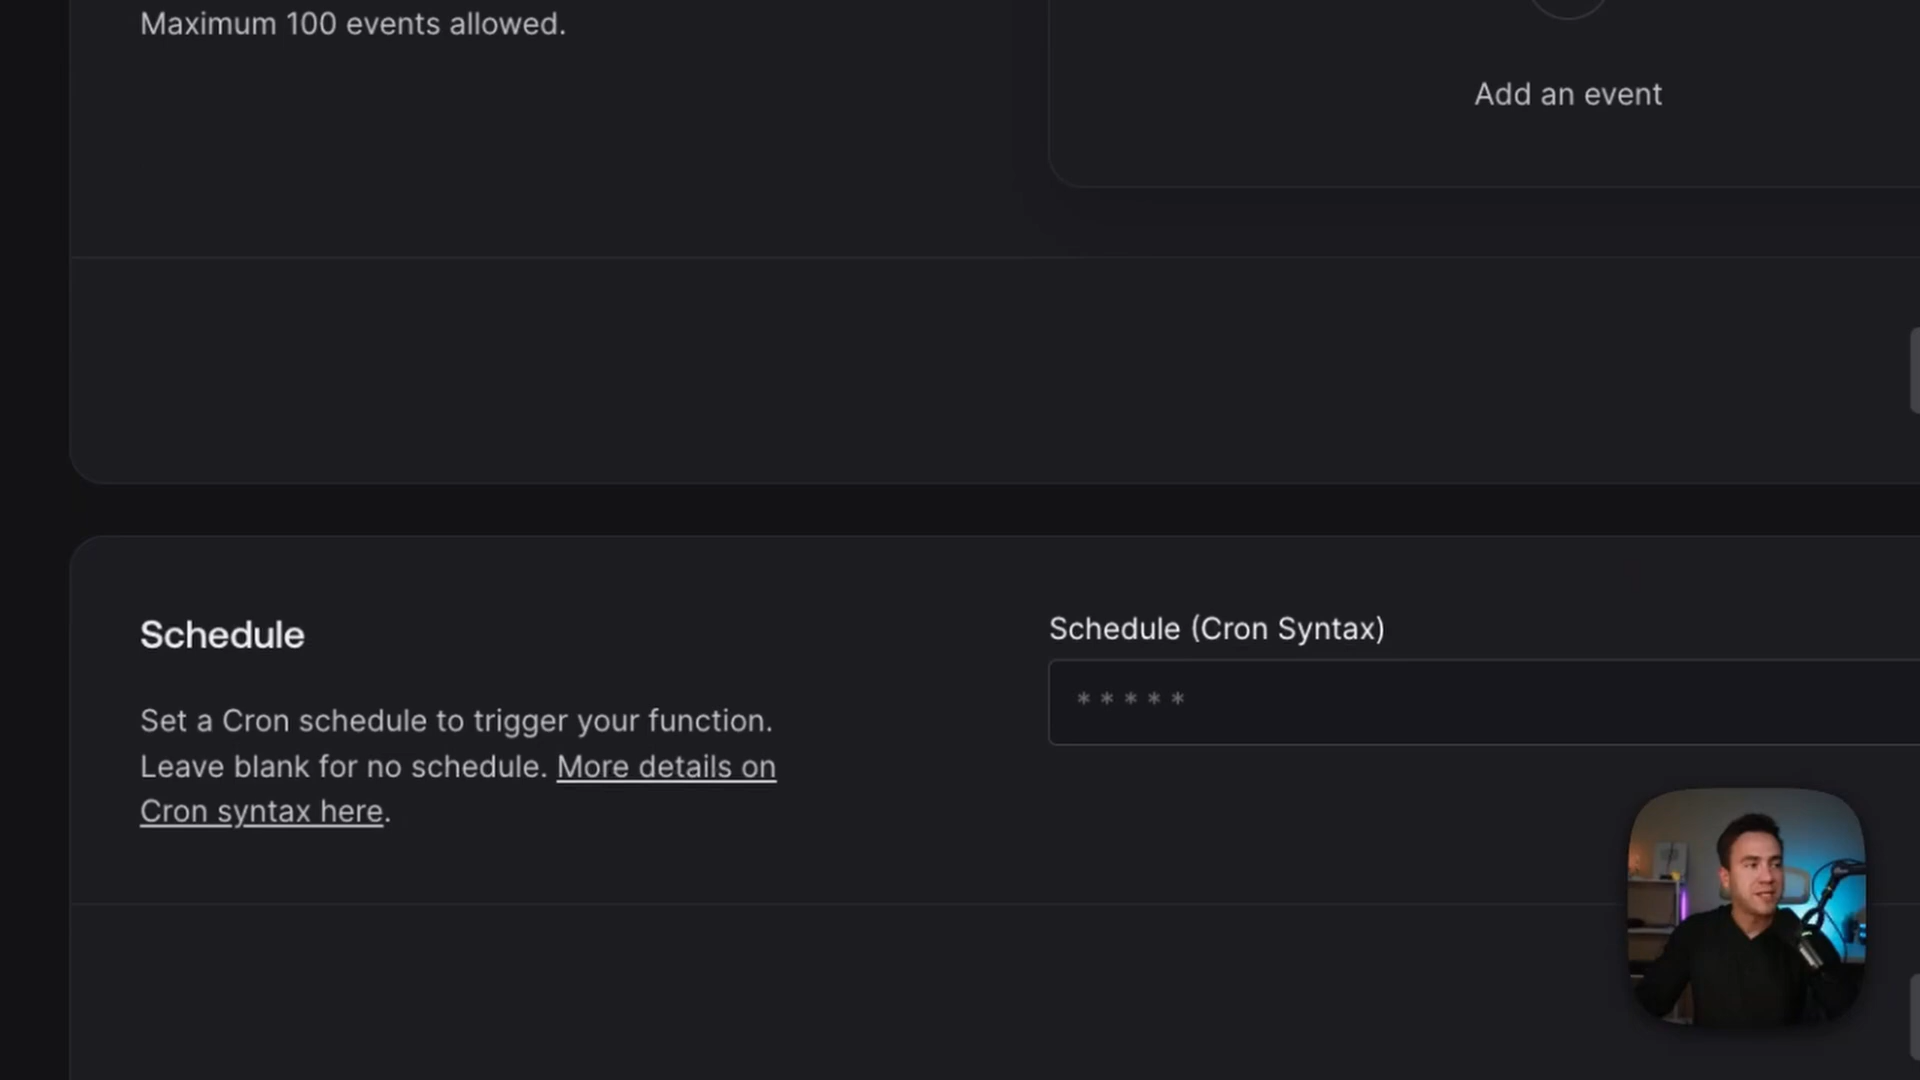 Maximum 100 events allowed.
Add an event
Schedule
Schedule (Cron Syntax)
* * * * *
Set a Cron schedule to trigger your function.
Leave blank for no schedule. More details on
Cron syntax here.